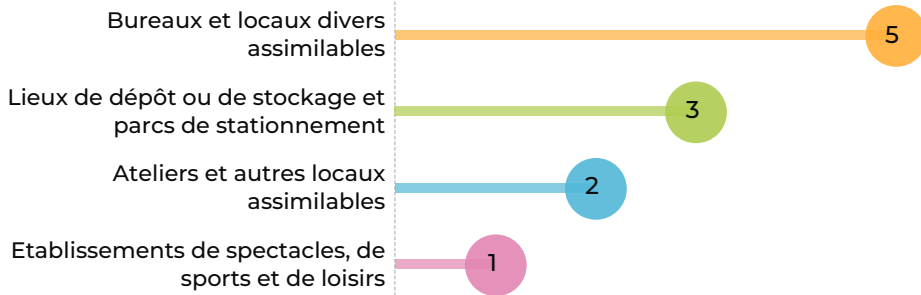 Bureaux et locaux divers
assimilables
5
Lieux de dépôt ou de stockage et
parcs de stationnement
3
Ateliers et autres locaux
assimilables
2
Etablissements de spectacles, de
sports et de loisirs
1